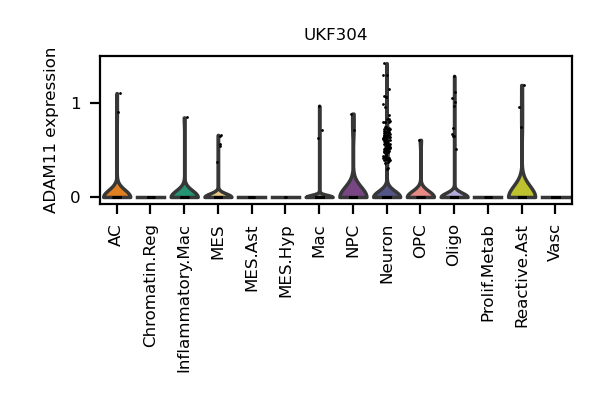 UKF304
ADAM11 expression
1
0
AC
Chromatin.Reg
Inflammatory.Mac
MES
MES.Ast
MES.Hyp
Mac
NPC
Neuron
OPC
Oligo
Prolif.Metab
Reactive.Ast
Vasc